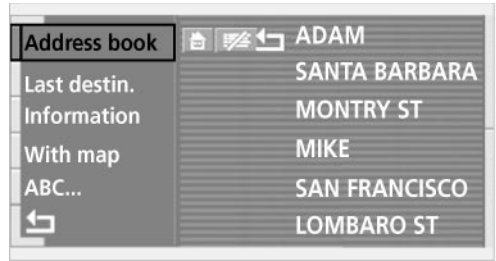 Address book
Last destin.
Information
With map
ABC...
ADAM
SANTA BARBARA
MONTRY ST
MIKE
SAN FRANCISCO
LOMBARO ST